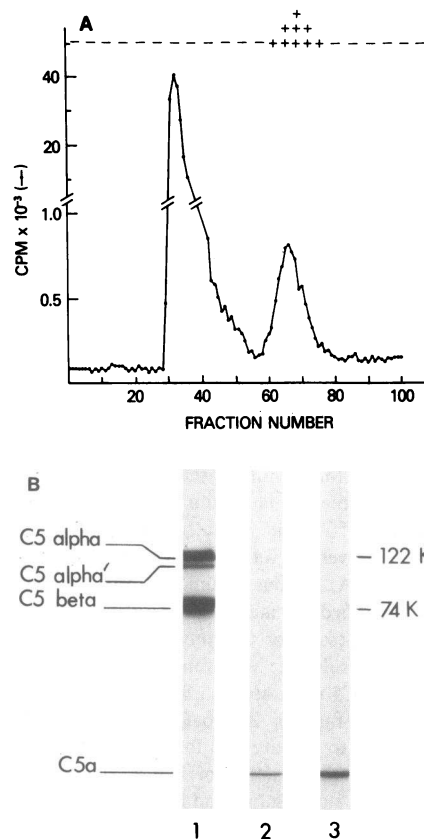 A
+
+ + +
+ + + + +
40
20
1.0
0.5
CPM x 10⁻³ (—)
20 40 60 80 100
FRACTION NUMBER
B
C5 alpha
C5 alpha′
C5 beta
C5a
– 122 K
– 74 K
1 2 3